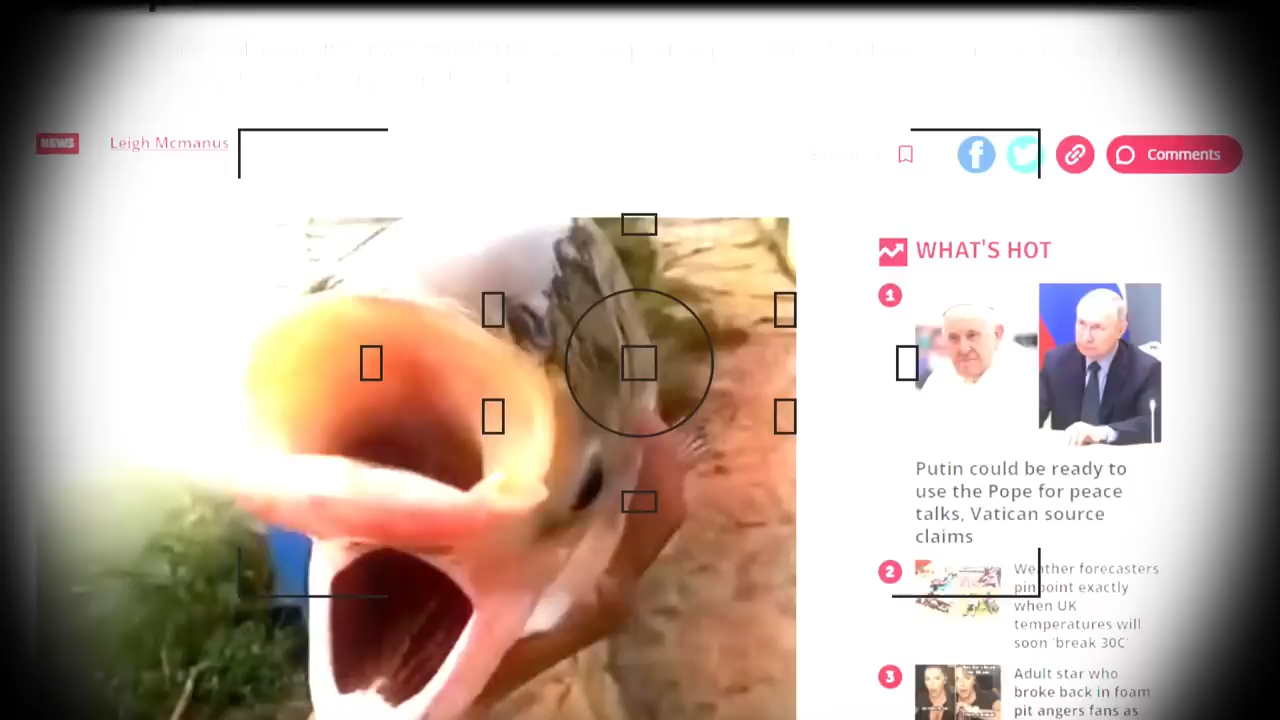 NEWS
Leigh Mcmanus
Comments
WHAT'S HOT
1
Putin could be ready to
use the Pope for peace
talks, Vatican source
claims
2
Weather forecasters
pinpoint exactly
when UK
temperatures will
soon 'break 30C'
3
Adult star who
broke back in foam
pit angers fans as